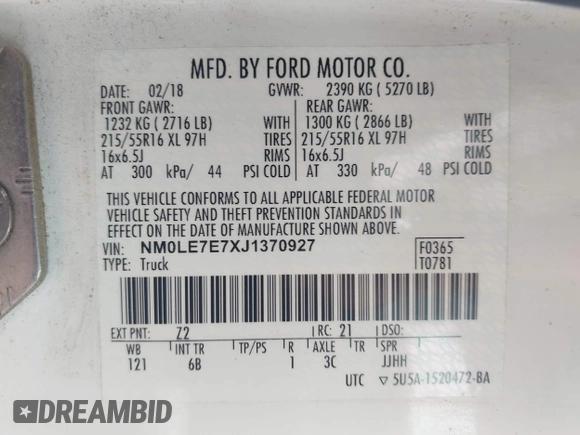 MFD. BY FORD MOTOR CO.
DATE: 02/18 GVWR: 2390 KG ( 5270 LB)
FRONT GAWR: REAR GAWR:
1232 KG ( 2716 LB) WITH 1300 KG ( 2866 LB) WITH
215/55R16 XL 97H TIRES 215/55R16 XL 97H TIRES
16x6.5J RIMS 16x6.5J RIMS
AT 300 kPa/ 44 PSI COLD AT 330 kPa/ 48 PSI COLD
THIS VEHICLE CONFORMS TO ALL APPLICABLE FEDERAL MOTOR
VEHICLE SAFETY AND THEFT PREVENTION STANDARDS IN
EFFECT ON THE DATE OF MANUFACTURE SHOWN ABOVE.
VIN: NM0LE7E7XJ1370927 F0365
TYPE: Truck T0781
EXT PNT: Z2 RC: 21 DSO:
WB INT TR TP/PS R AXLE TR SPR
121 6B 1 3C JJHH
UTC ▽ 5U5A-1520472-BA
DREAMBID